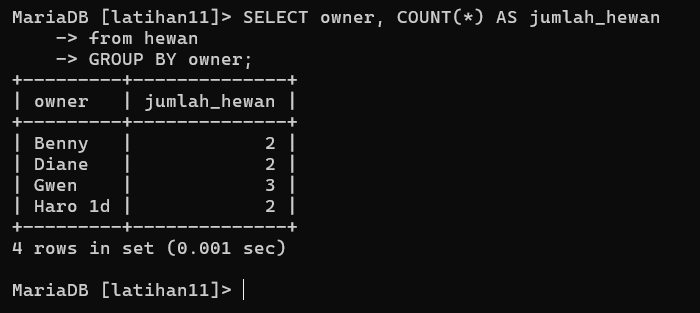 MariaDB [latihan11]> SELECT owner, COUNT(*) AS jumlah_hewan
    -> from hewan
    -> GROUP BY owner;
+---------+--------------+
| owner   | jumlah_hewan |
+---------+--------------+
| Benny   |            2 |
| Diane   |            2 |
| Gwen    |            3 |
| Haro 1d |            2 |
+---------+--------------+
4 rows in set (0.001 sec)

MariaDB [latihan11]>